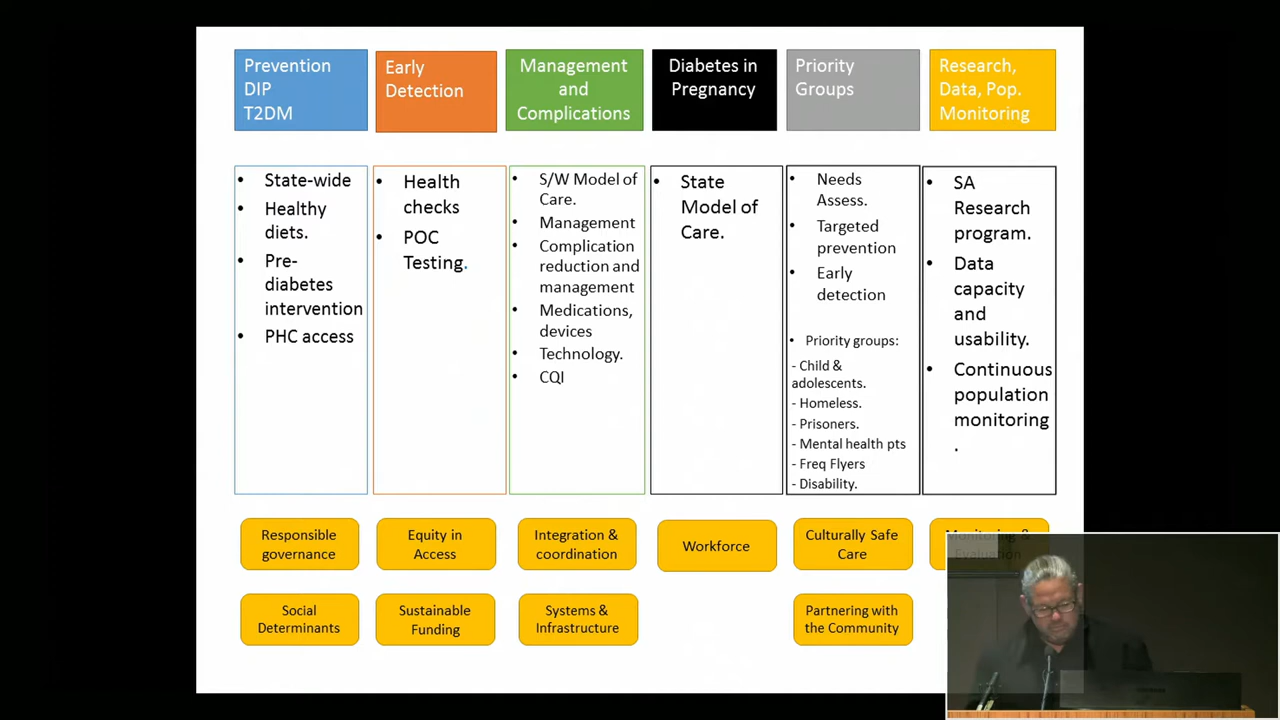 Prevention
DIP
T2DM
Early
Detection
Management
and
Complications
Diabetes in
Pregnancy
Priority
Groups
Research,
Data, Pop.
Monitoring
• State-wide
• Healthy
diets.
• Pre-
diabetes
intervention
• PHC access
• Health
checks
• POC
Testing.
• S/W Model of
Care.
• Management
• Complication
reduction and
management
• Medications,
devices
• Technology.
• CQI
• State
Model of
Care.
• Needs
Assess.
• Targeted
prevention
• Early
detection
• Priority groups:
- Child &
adolescents.
- Homeless.
- Prisoners.
- Mental health pts
- Freq Flyers
- Disability.
• SA
Research
program.
• Data
capacity
and
usability.
• Continuous
population
monitoring
.
Responsible
governance
Equity in
Access
Integration &
coordination
Workforce
Culturally Safe
Care
Monitoring &
Evaluation
Social
Determinants
Sustainable
Funding
Systems &
Infrastructure
Partnering with
the Community